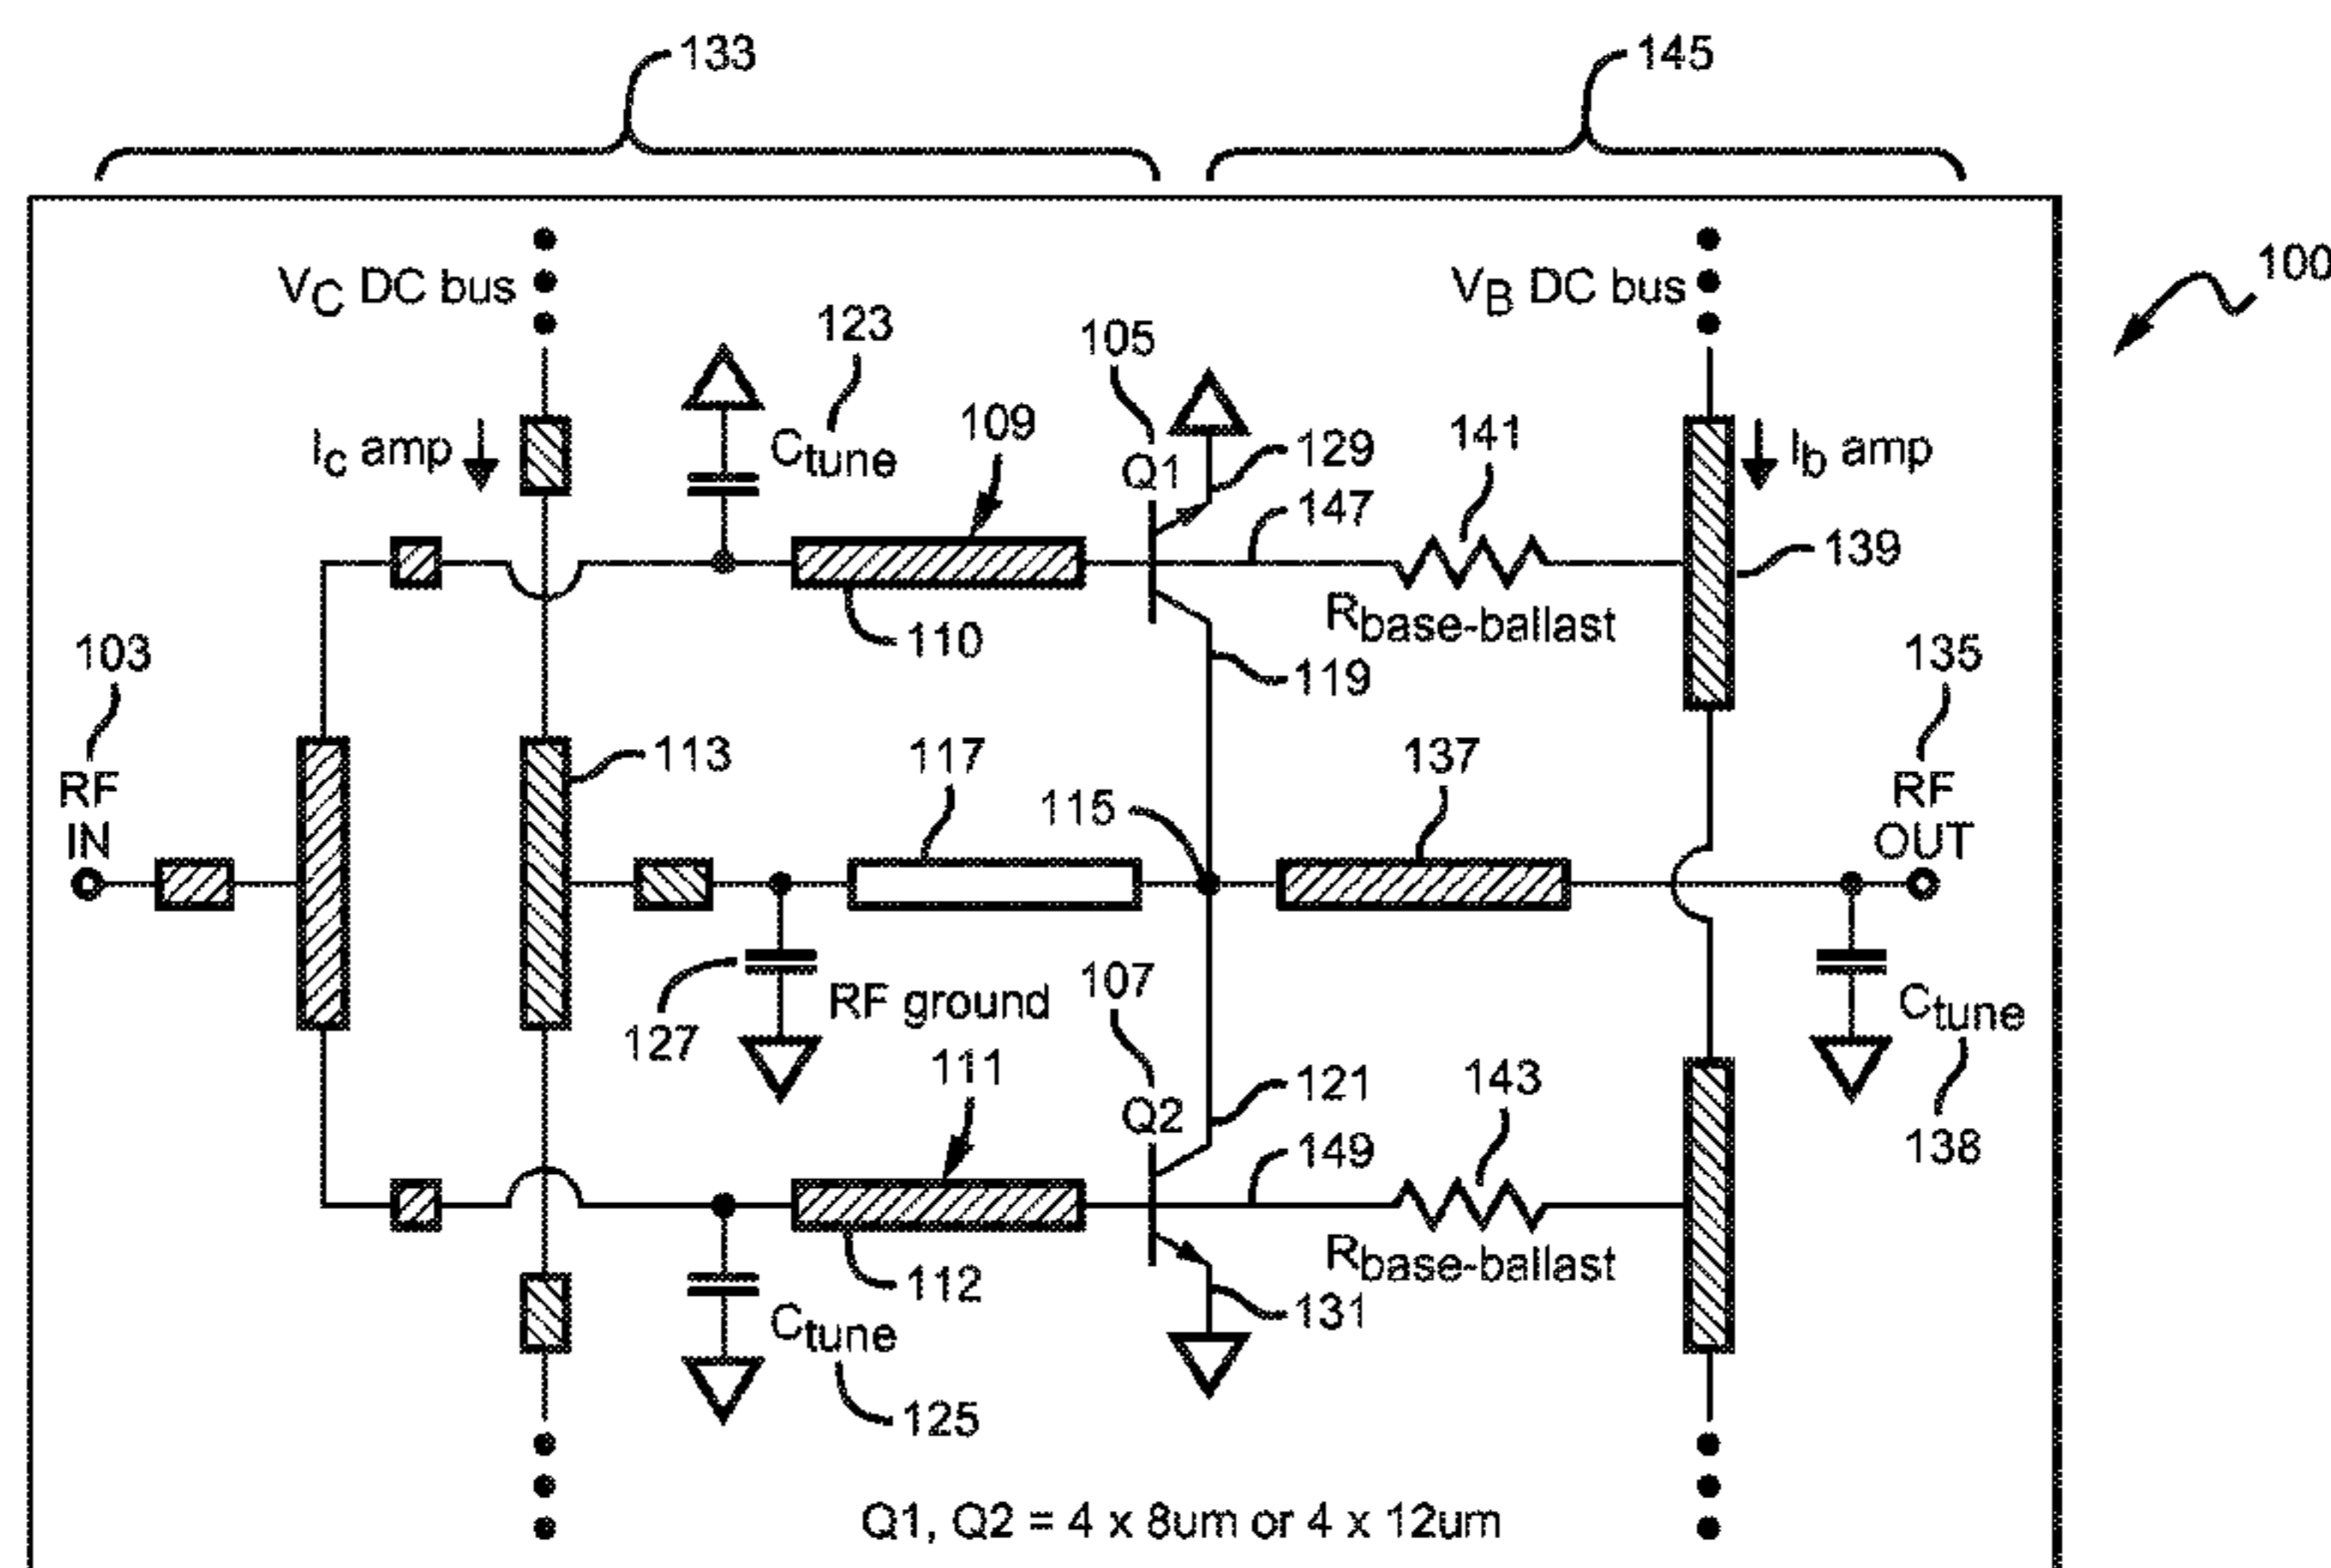 133
145
100
VC DC bus
VB DC bus
123
105
Ic amp
Ctune
109
Q1
129
141
Ib amp
147
139
110
Rbase-ballast
103
119
135
RF
IN
113
117
115
137
RF
OUT
127
RF ground
107
Ctune
138
111
Q2
121
143
149
112
Rbase-ballast
131
Ctune
125
Q1, Q2 = 4 x 8um or 4 x 12um